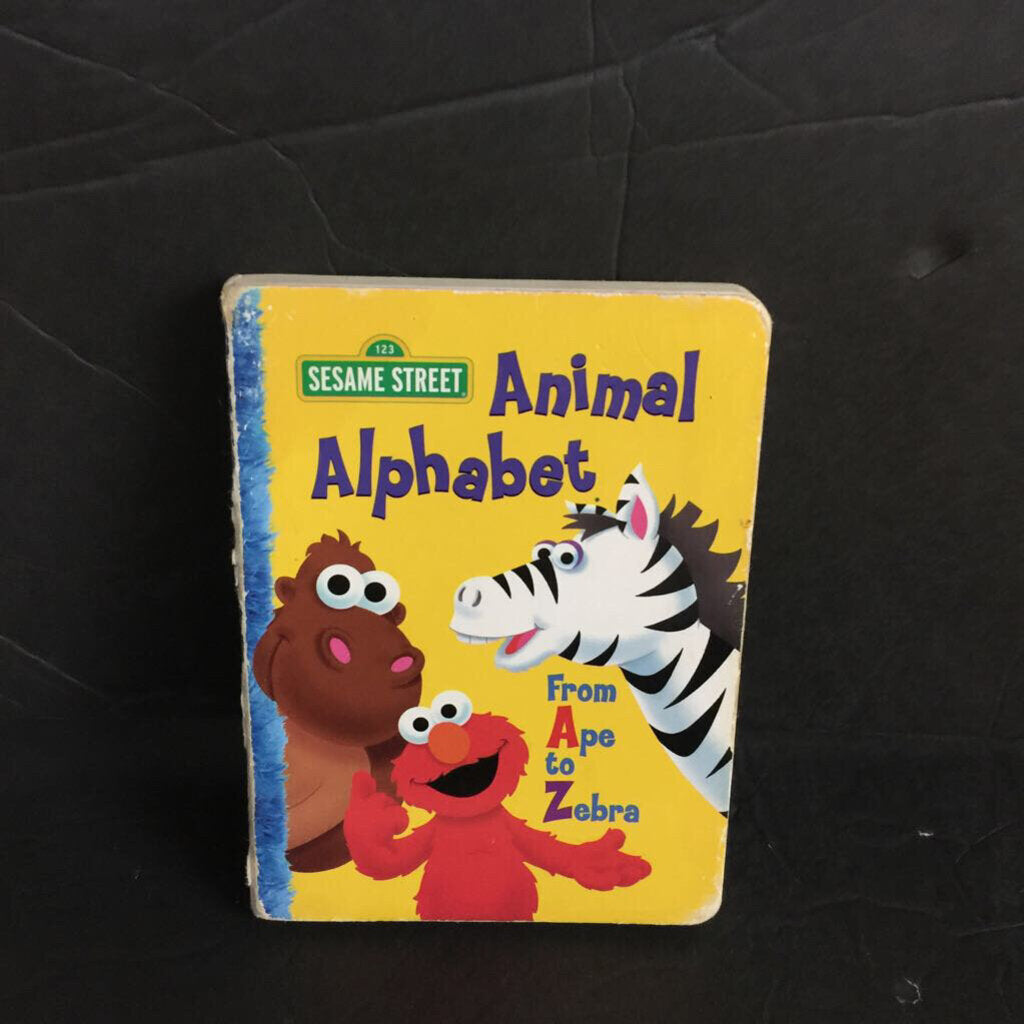 123
SESAME STREET
Animal
Alphabet
From
Ape
to
Zebra